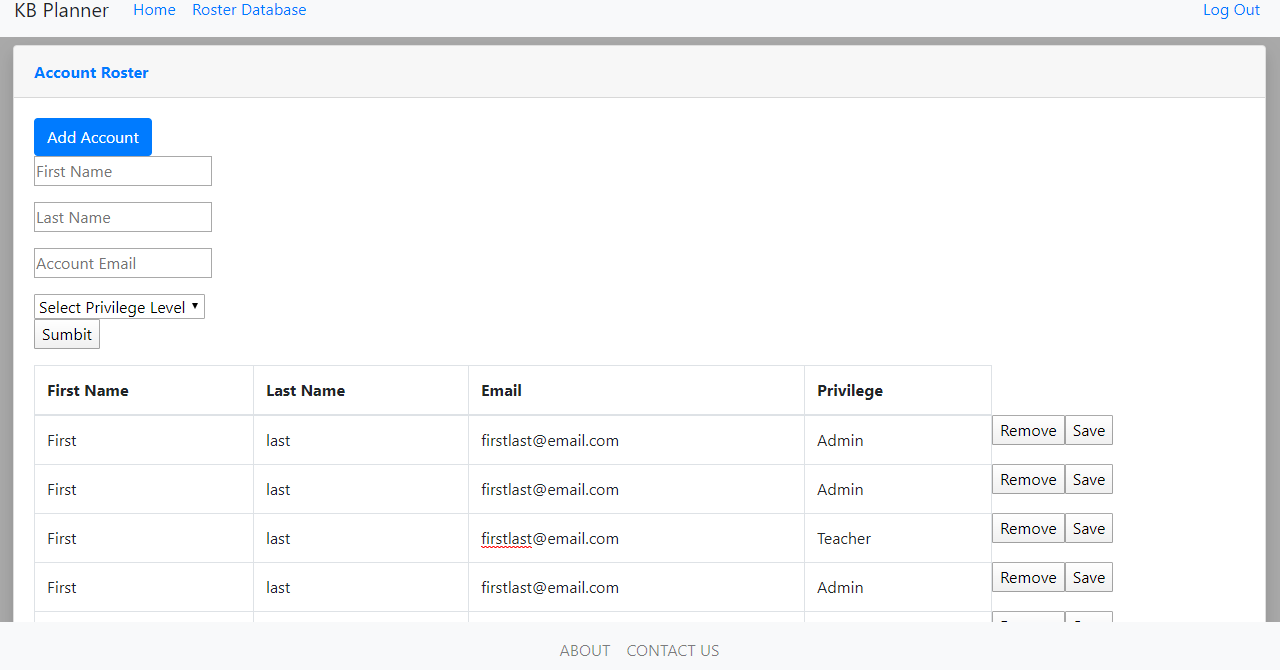 KB Planner Home Roster Database Log Out
Account Roster
Add Account
First Name
Last Name
Account Email
Select Privilege Level
Sumbit
First Name Last Name Email Privilege
First last firstlast@email.com Admin Remove Save
First last firstlast@email.com Admin Remove Save
First last firstlast@email.com Teacher Remove Save
First last firstlast@email.com Admin Remove Save
ABOUT CONTACT US